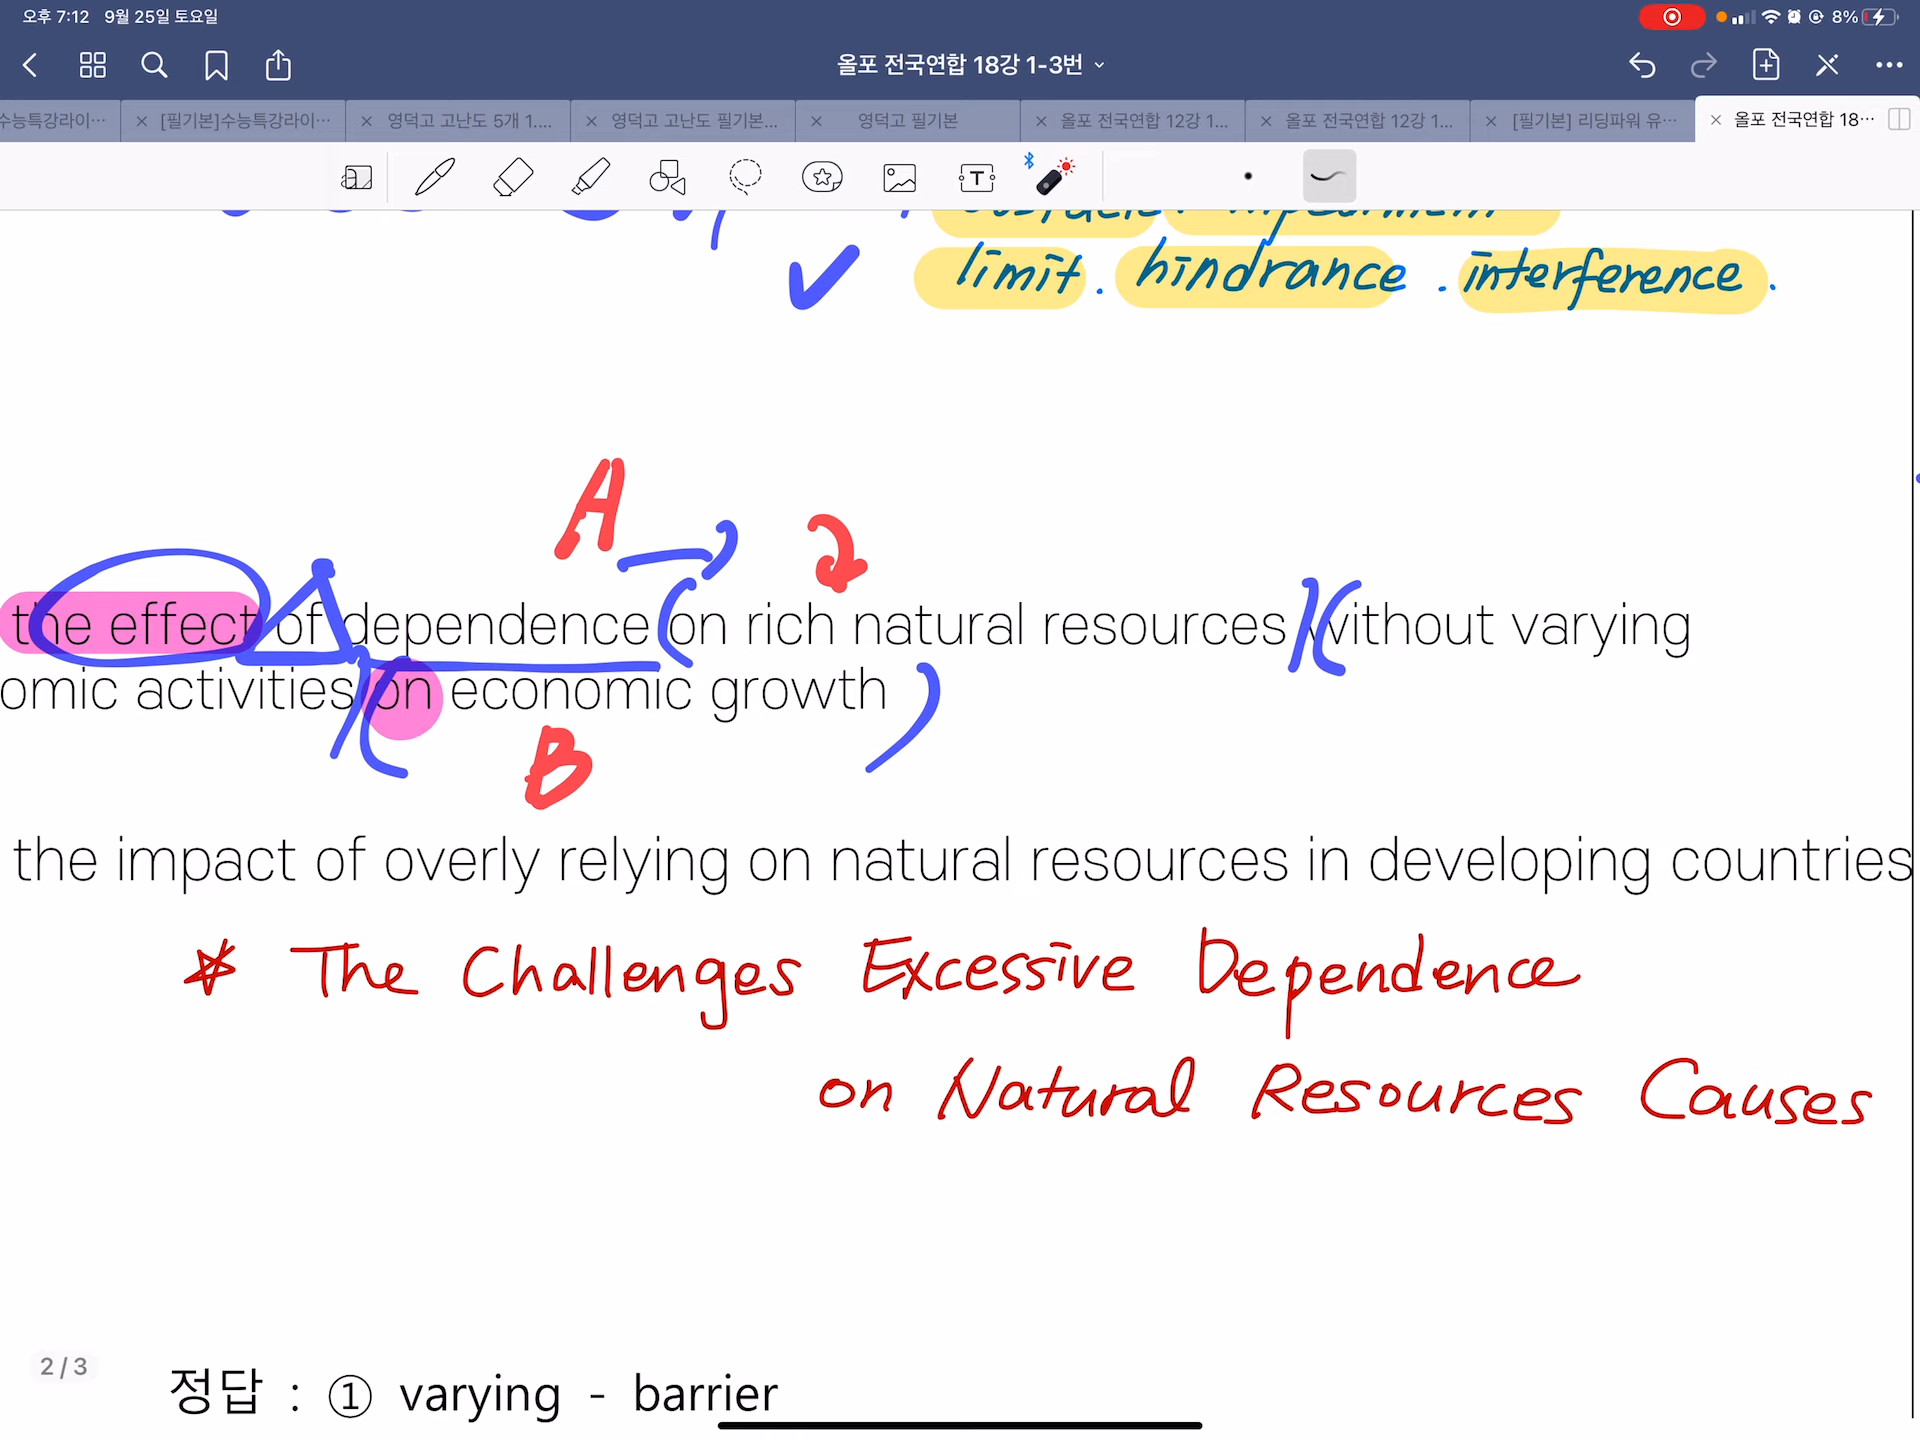 오후 7:12 9월 25일 토요일
8%
올포 전국연합 18강 1-3번
수능특강라이… × [필기본]수능특강라이… × 영덕고 고난도 5개 1.... × 영덕고 고난도 필기본... × 영덕고 필기본 × 올포 전국연합 12강 1... × 올포 전국연합 12강 1... × [필기본] 리딩파워 유… × 올포 전국연합 18…
limit . hindrance . interference .
A
the effect of dependence on rich natural resources without varying
omic activities on economic growth
B
the impact of overly relying on natural resources in developing countries
* The Challenges Excessive Dependence
on Natural Resources Causes
2 / 3
정답 : ① varying - barrier